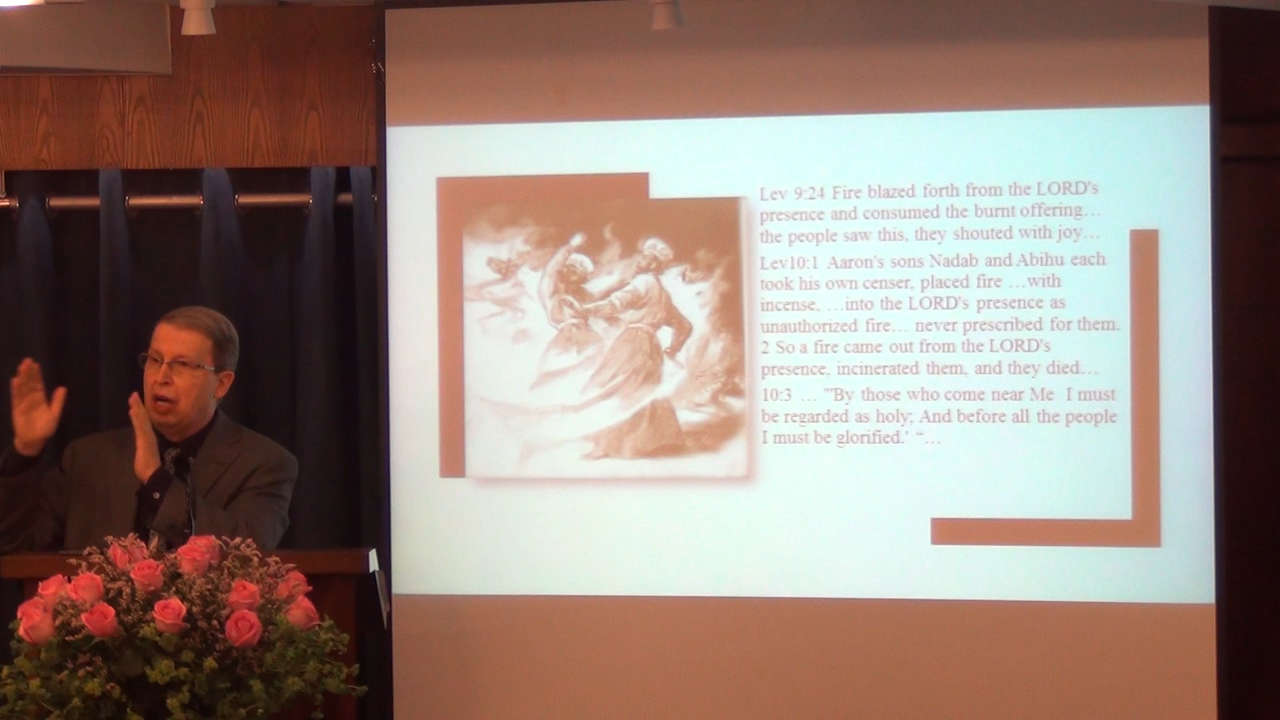 Lev 9:24 Fire blazed forth from the LORD's
presence and consumed the burnt offering…
the people saw this, they shouted with joy…
Lev10:1 Aaron's sons Nadab and Abihu each
took his own censer, placed fire …with
incense, …into the LORD's presence as
unauthorized fire… never prescribed for them.
2 So a fire came out from the LORD's
presence, incinerated them, and they died…
10:3 … "'By those who come near Me I must
be regarded as holy; And before all the people
I must be glorified.' “…